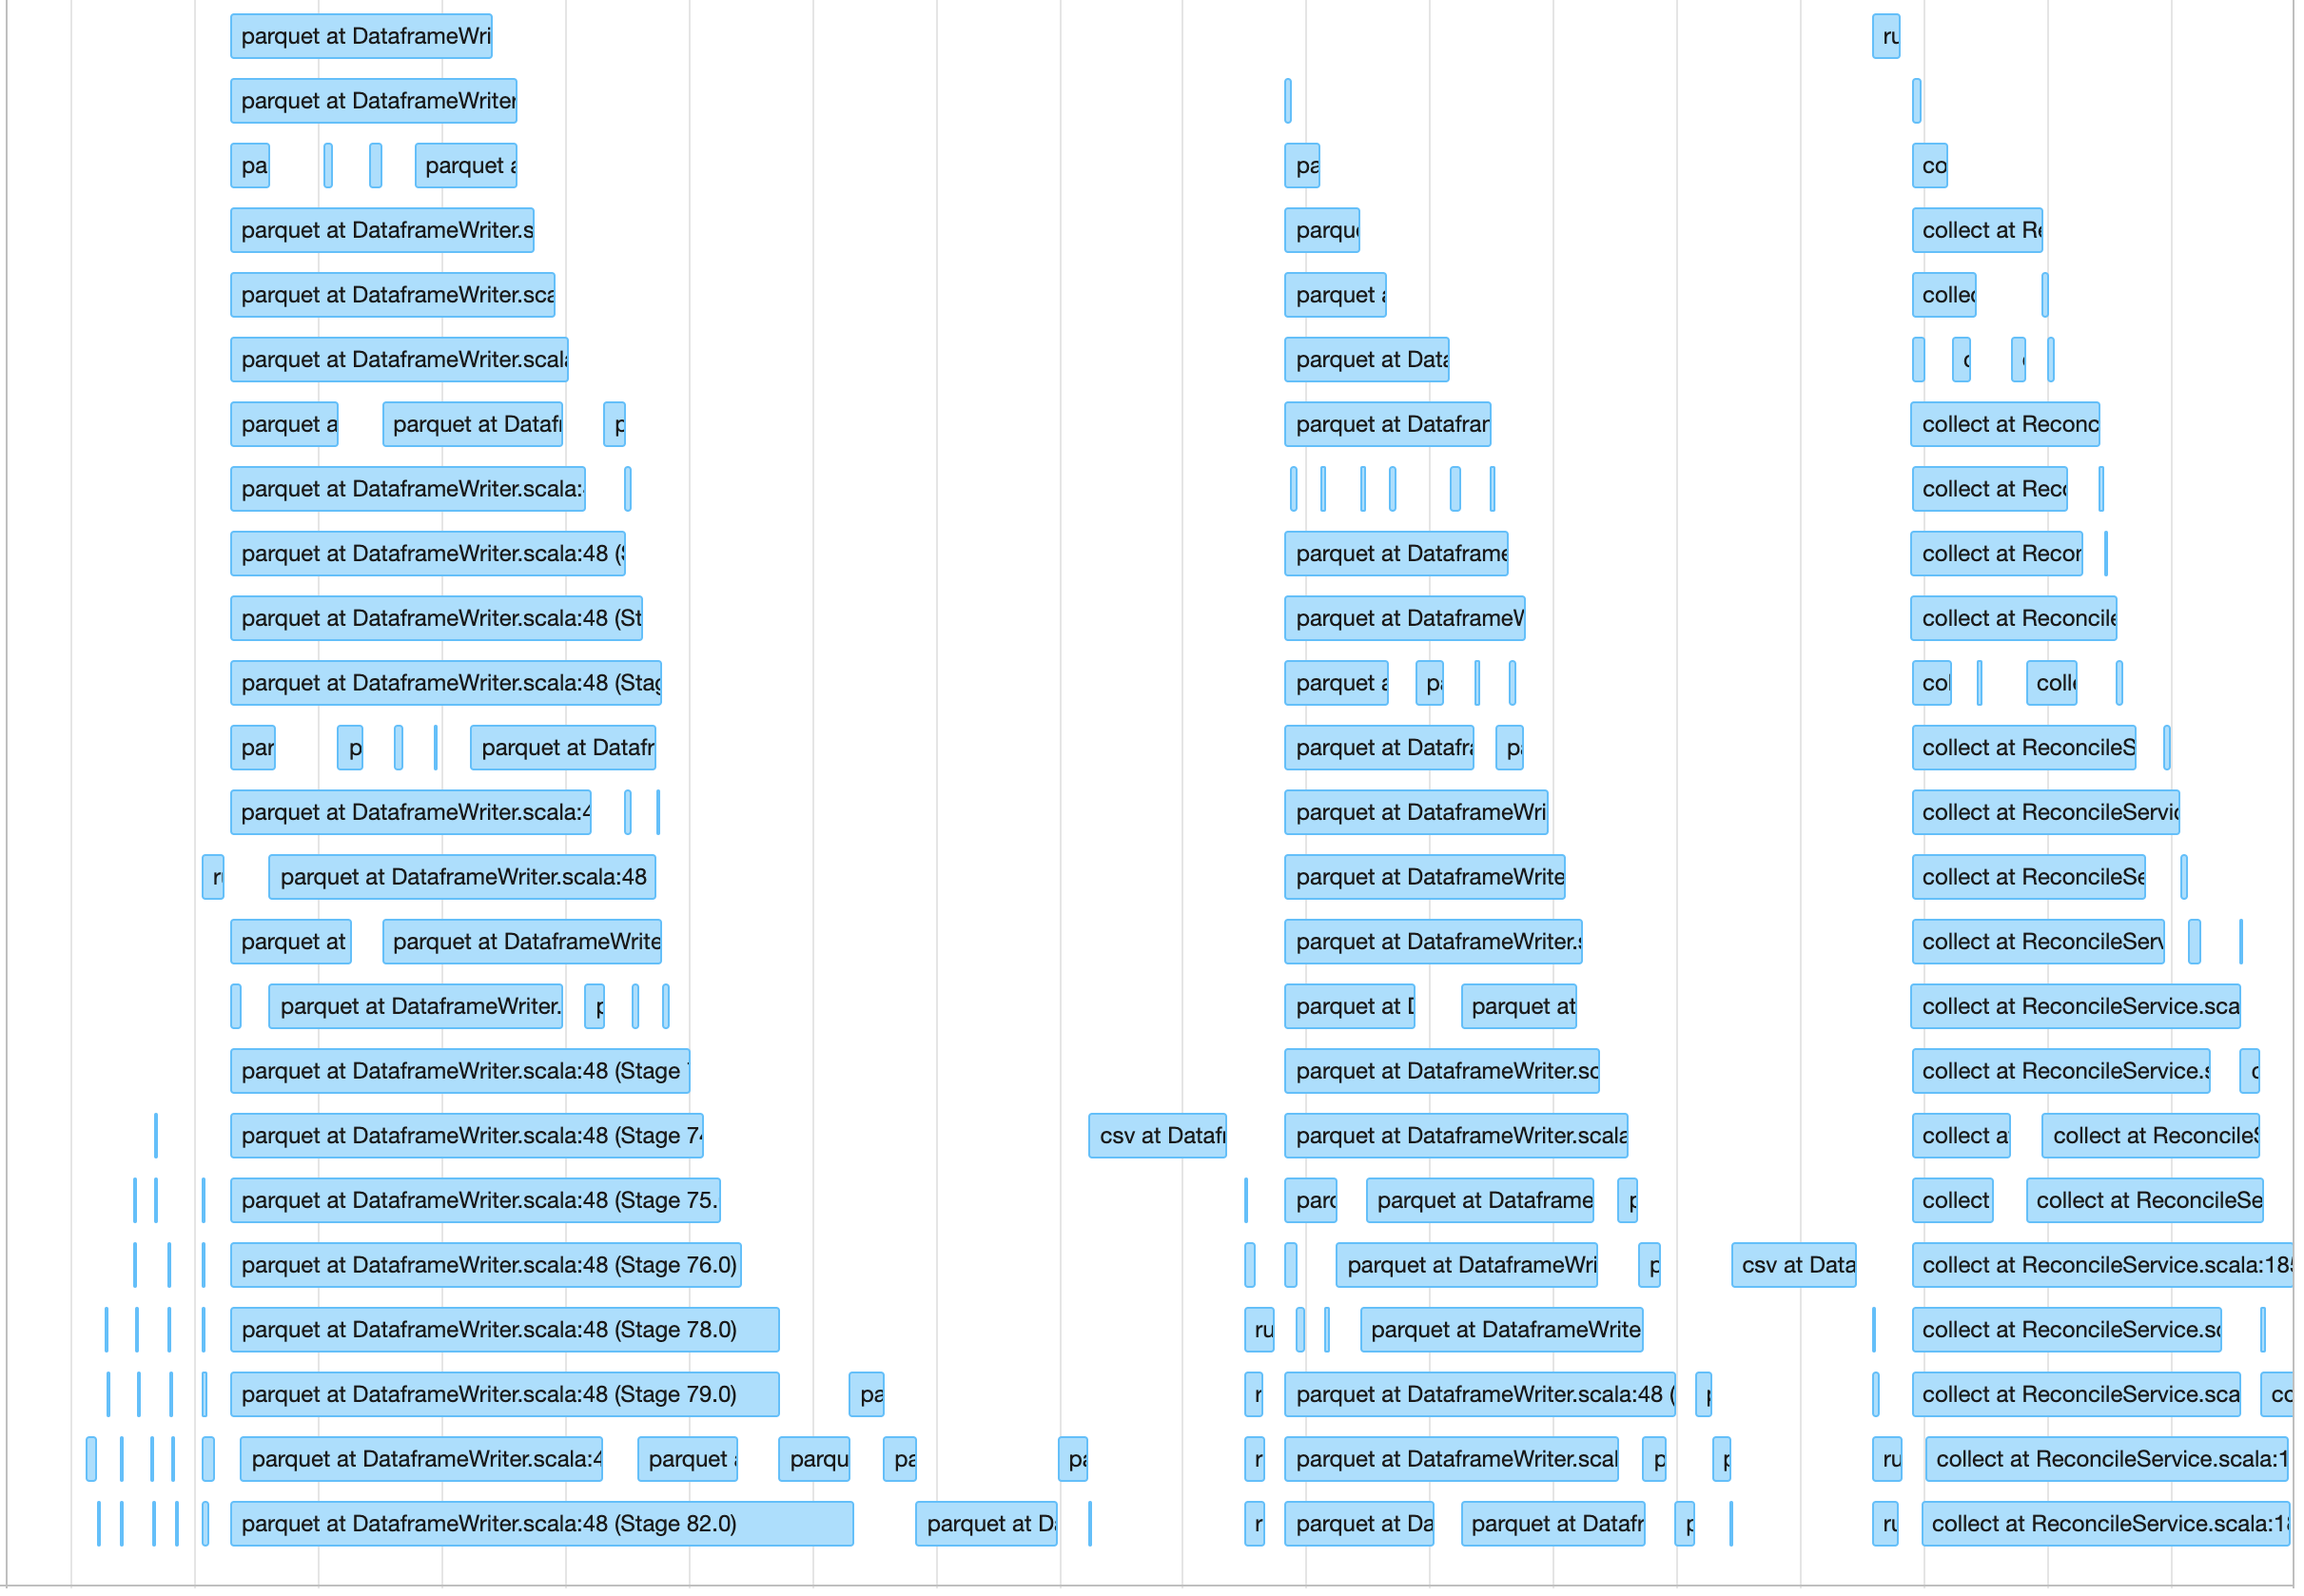 parquet at DataframeWri ru
parquet at DataframeWriter
pa parquet a pa co
parquet at DataframeWriter.s parqu collect at R
parquet at DataframeWriter.sca parquet a collec
parquet at DataframeWriter.scala parquet at Data
parquet a parquet at Dataf p parquet at Datafra collect at Reconc
parquet at DataframeWriter.scala: collect at Rec
parquet at DataframeWriter.scala:48 ( parquet at Dataframe collect at Recon
parquet at DataframeWriter.scala:48 (St parquet at DataframeW collect at Reconcile
parquet at DataframeWriter.scala:48 (Stag parquet a pa col colle
par p parquet at Datafr parquet at Datafra pa collect at ReconcileS
parquet at DataframeWriter.scala:4 parquet at DataframeWri collect at ReconcileServic
r parquet at DataframeWriter.scala:48 parquet at DataframeWrite collect at ReconcileSe
parquet at parquet at DataframeWrite parquet at DataframeWriter.s collect at ReconcileServ
parquet at DataframeWriter. p parquet at D parquet at collect at ReconcileService.sca
parquet at DataframeWriter.scala:48 (Stage parquet at DataframeWriter.sc collect at ReconcileService.s c
parquet at DataframeWriter.scala:48 (Stage 74 csv at Dataf parquet at DataframeWriter.scala collect a collect at ReconcileS
parquet at DataframeWriter.scala:48 (Stage 75. parq parquet at Dataframe p collect collect at ReconcileSe
parquet at DataframeWriter.scala:48 (Stage 76.0) parquet at DataframeWri p csv at Data collect at ReconcileService.scala:185
parquet at DataframeWriter.scala:48 (Stage 78.0) ru parquet at DataframeWrite collect at ReconcileService.sc
parquet at DataframeWriter.scala:48 (Stage 79.0) pa r parquet at DataframeWriter.scala:48 ( p collect at ReconcileService.sca co
parquet at DataframeWriter.scala:4 parquet a parqu pa pa r parquet at DataframeWriter.scal p p ru collect at ReconcileService.scala:1
parquet at DataframeWriter.scala:48 (Stage 82.0) parquet at Da r parquet at Da parquet at Datafr p ru collect at ReconcileService.scala:18